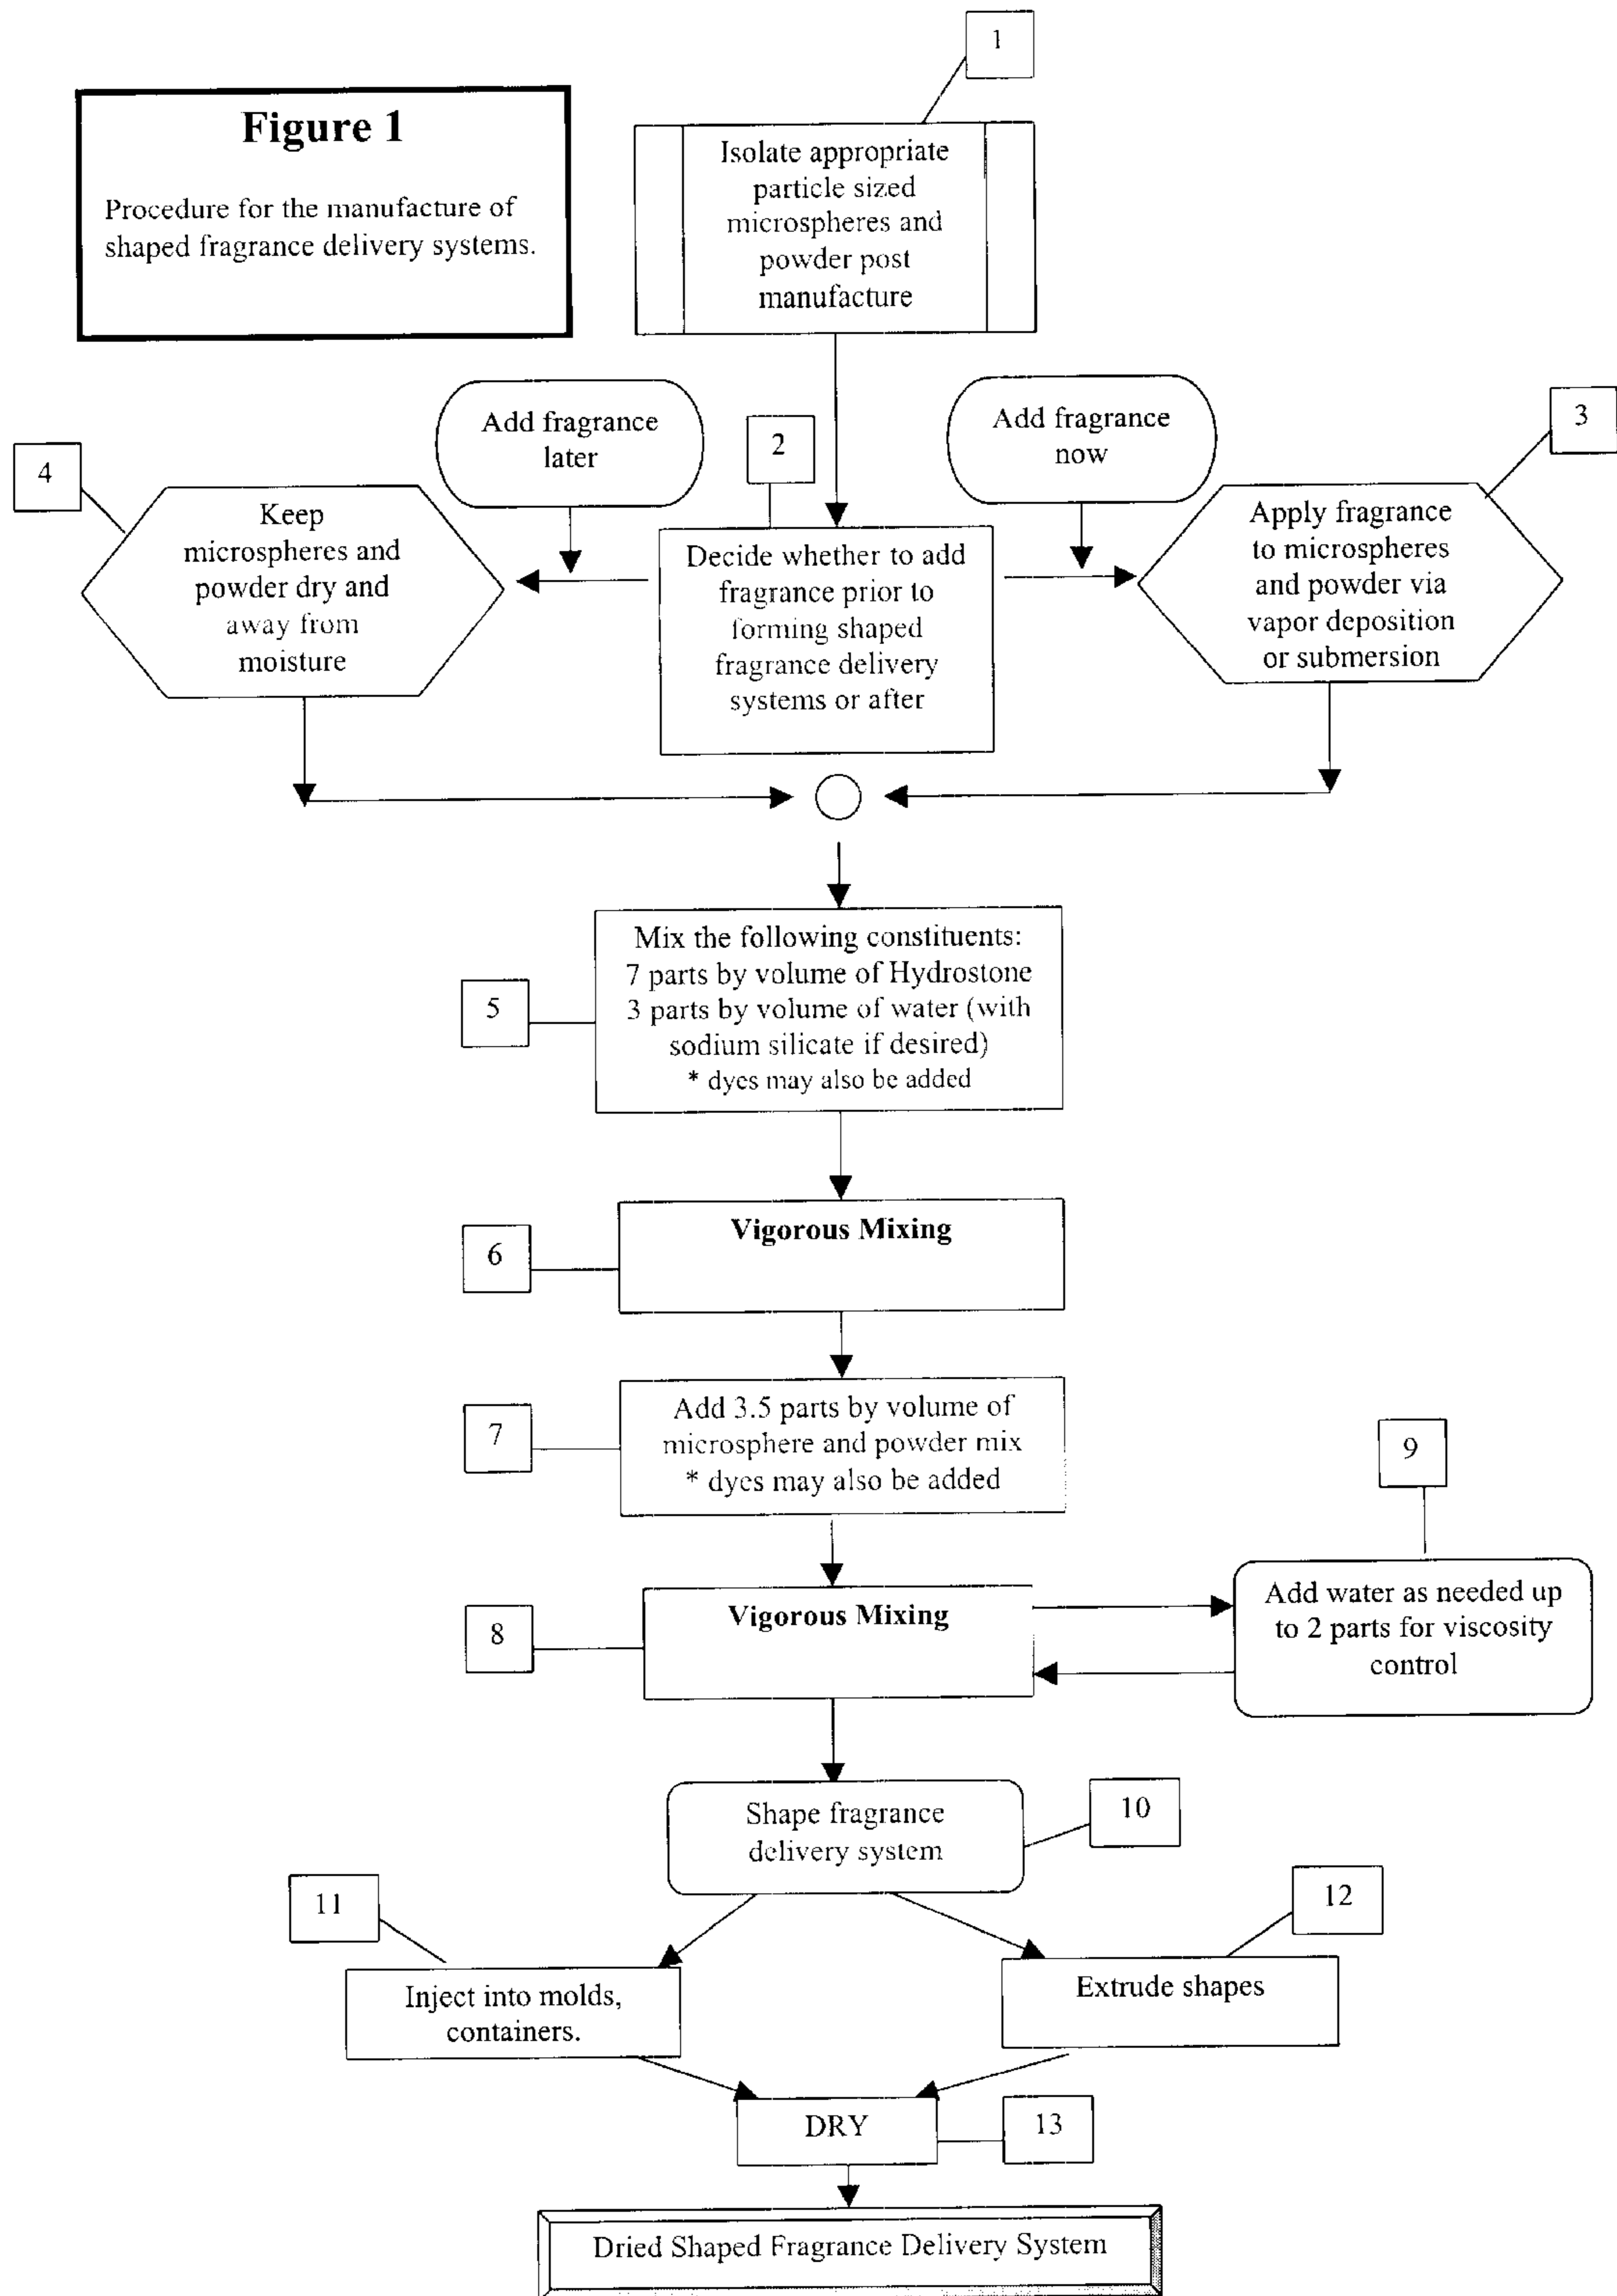 1
Figure 1
Procedure for the manufacture of
shaped fragrance delivery systems.
Isolate appropriate
particle sized
microspheres and
powder post
manufacture
Add fragrance
later
2
Add fragrance
now
3
4
Keep
microspheres and
powder dry and
away from
moisture
Decide whether to add
fragrance prior to
forming shaped
fragrance delivery
systems or after
Apply fragrance
to microspheres
and powder via
vapor deposition
or submersion
5
Mix the following constituents:
7 parts by volume of Hydrostone
3 parts by volume of water (with
sodium silicate if desired)
* dyes may also be added
6
Vigorous Mixing
7
Add 3.5 parts by volume of
microsphere and powder mix
* dyes may also be added
9
8
Vigorous Mixing
Add water as needed up
to 2 parts for viscosity
control
Shape fragrance
delivery system
10
11
12
Inject into molds,
containers.
Extrude shapes
DRY
13
Dried Shaped Fragrance Delivery System